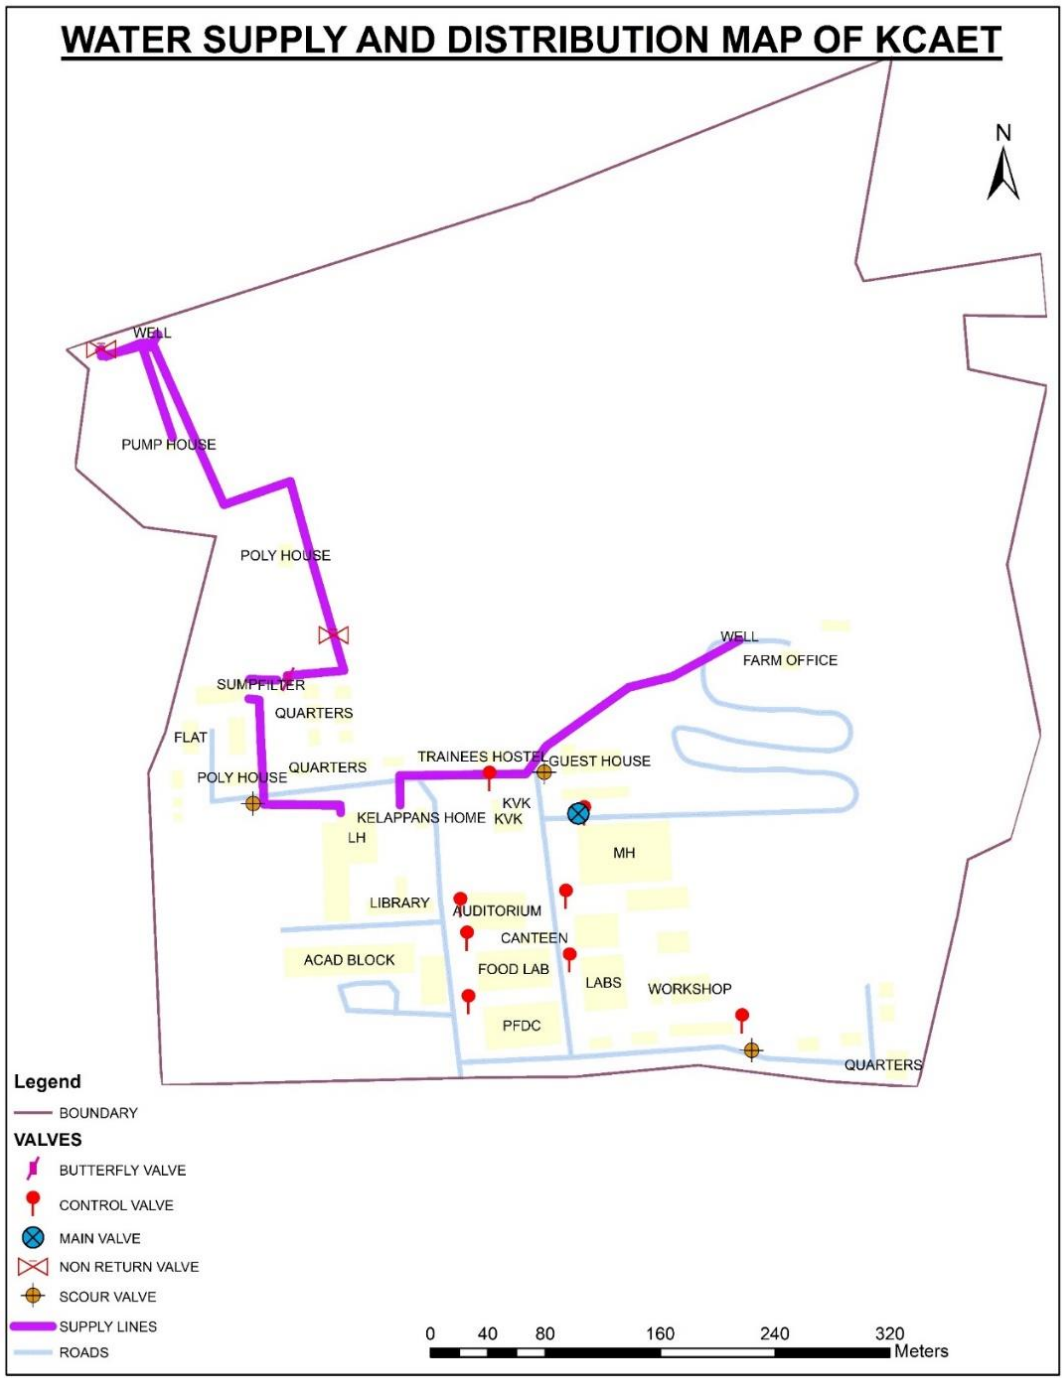 WATER SUPPLY AND DISTRIBUTION MAP OF KCAET
N
WELL
PUMP HOUSE
POLY HOUSE
WELL
FARM OFFICE
SUMPFILTER
QUARTERS
FLAT
TRAINEES HOSTEL
GUEST HOUSE
QUARTERS
POLY HOUSE
KVK
KELAPPANS HOME
KVK
LH
MH
LIBRARY
AUDITORIUM
CANTEEN
ACAD BLOCK
FOOD LAB
LABS
WORKSHOP
PFDC
QUARTERS
Legend
BOUNDARY
VALVES
BUTTERFLY VALVE
CONTROL VALVE
MAIN VALVE
NON RETURN VALVE
SCOUR VALVE
SUPPLY LINES
ROADS
0 40 80 160 240 320
Meters